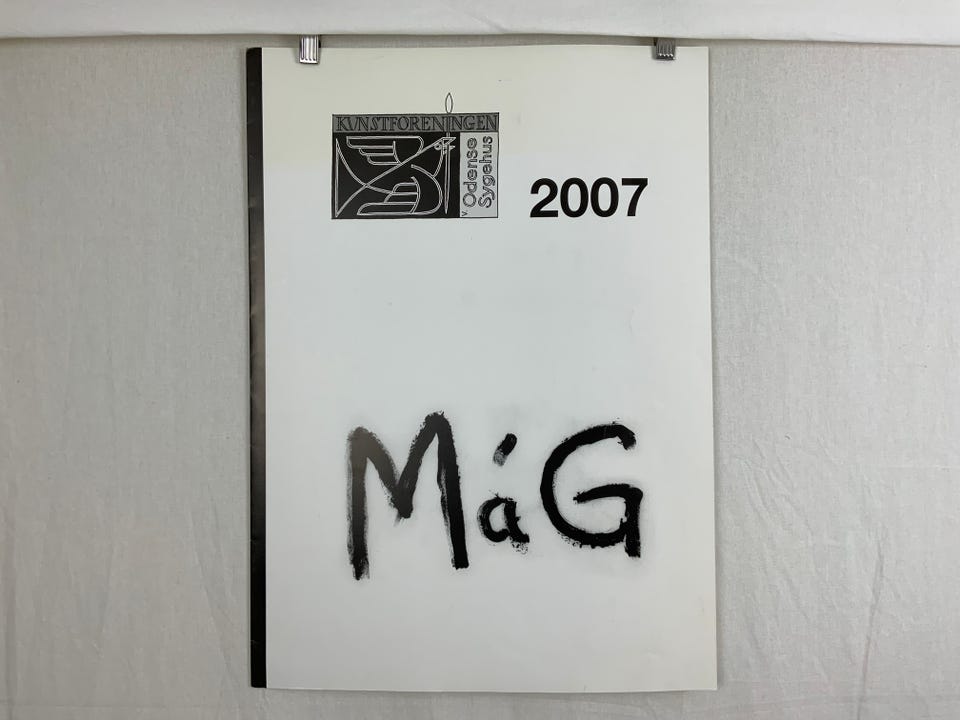 KUNSTFORENINGEN
v. Odense
Sygehus
2007
MáG